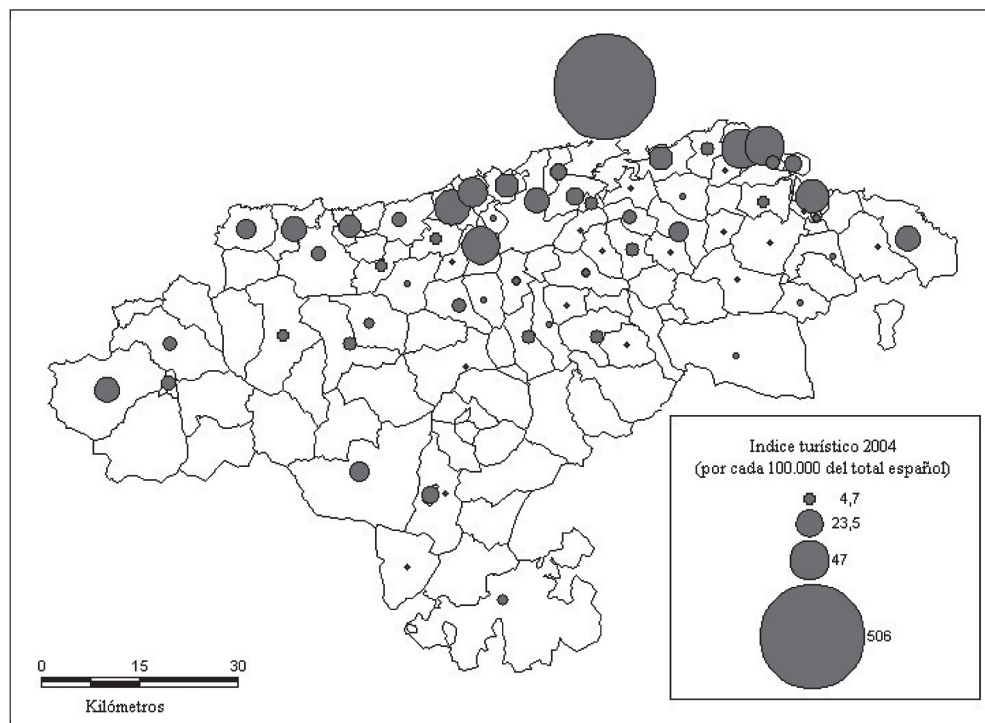 Indice turístico 2004
(por cada 100.000 del total español)
4,7
23,5
47
506
0 15 30
Kilómetros